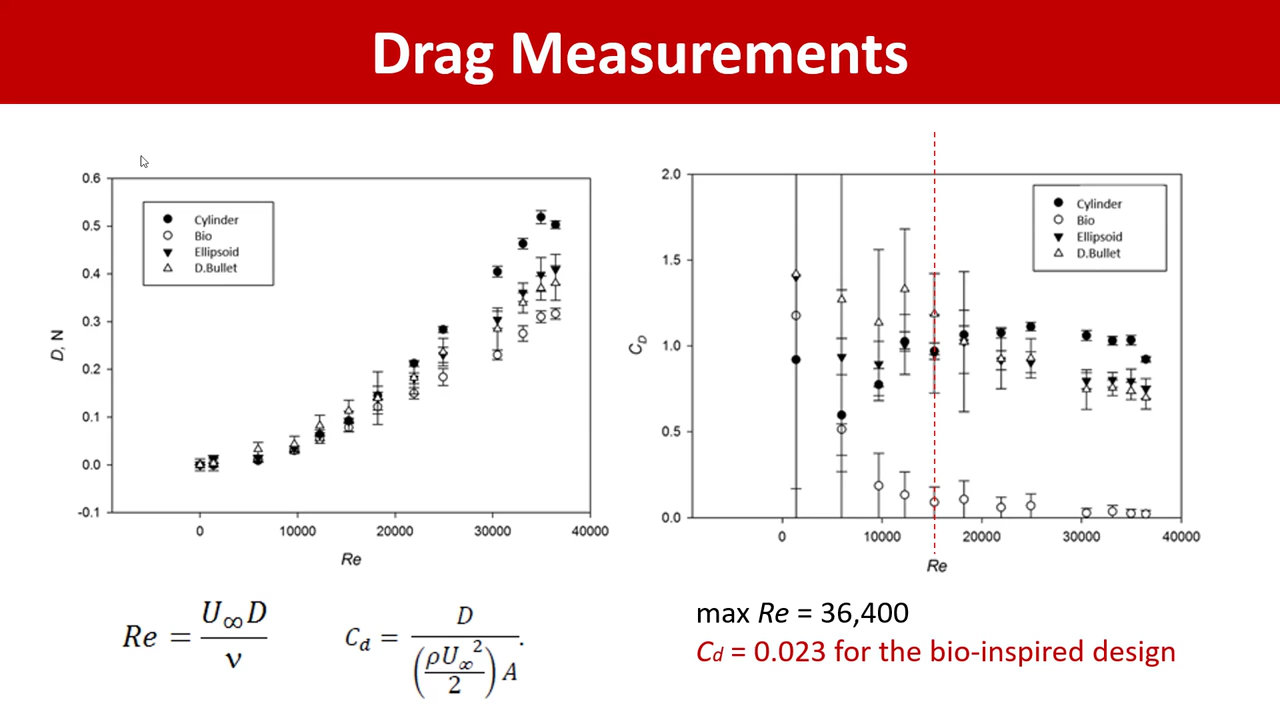 Drag Measurements
0.6
0.5
0.4
0.3
0.2
0.1
0.0
-0.1
D, N
Cylinder
Bio
Ellipsoid
D.Bullet
0 10000 20000 30000 40000
Re
2.0
1.5
1.0
0.5
0.0
C_D
Cylinder
Bio
Ellipsoid
D.Bullet
0 10000 20000 30000 40000
Re
Re = U∞ D / ν
C_d = D / (ρU∞² / 2) A.
max Re = 36,400
Cd = 0.023 for the bio-inspired design